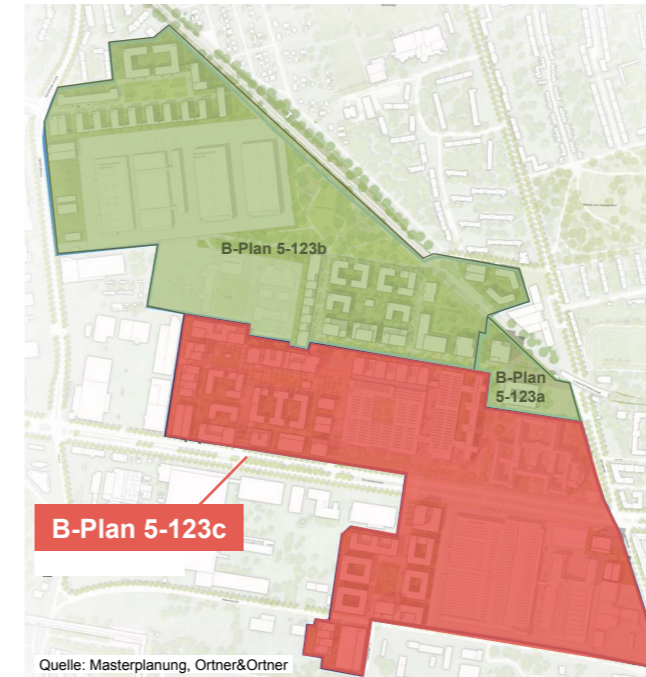 B-Plan 5-123b
B-Plan
5-123a
B-Plan 5-123c
Quelle: Masterplanung, Ortner&Ortner